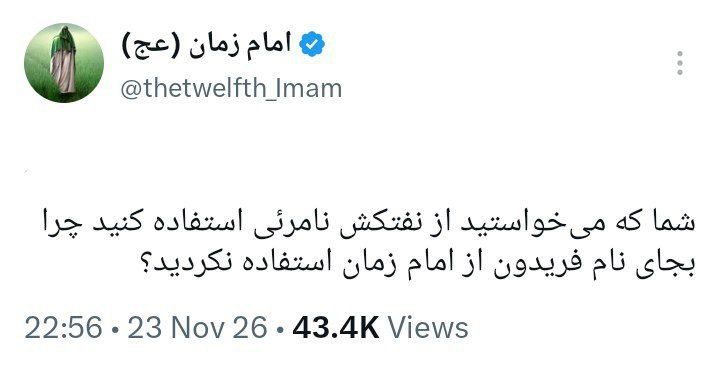 امام زمان (عج)
@thetwelfth_Imam
شما که می‌خواستید از نفتکش نامرئی استفاده کنید چرا
بجای نام فریدون از امام زمان استفاده نکردید؟
22:56 • 23 Nov 26 • 43.4K Views